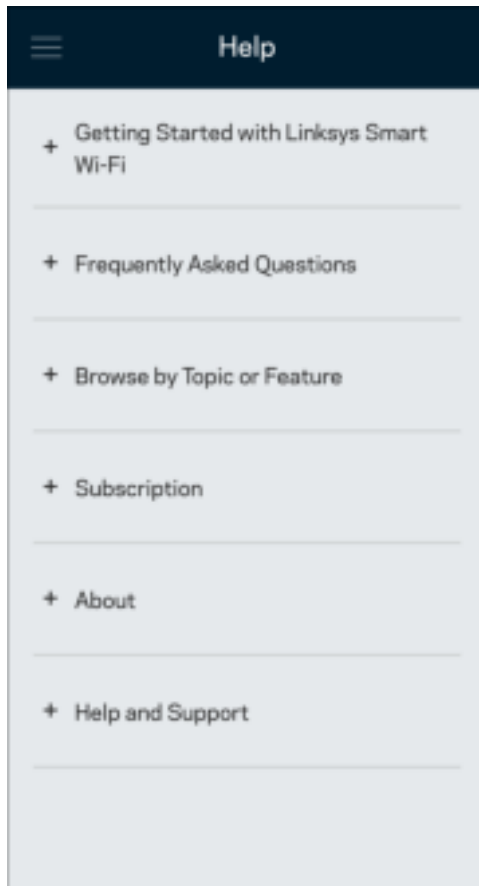 Help
+ Getting Started with Linksys Smart
Wi-Fi
+ Frequently Asked Questions
+ Browse by Topic or Feature
+ Subscription
+ About
+ Help and Support